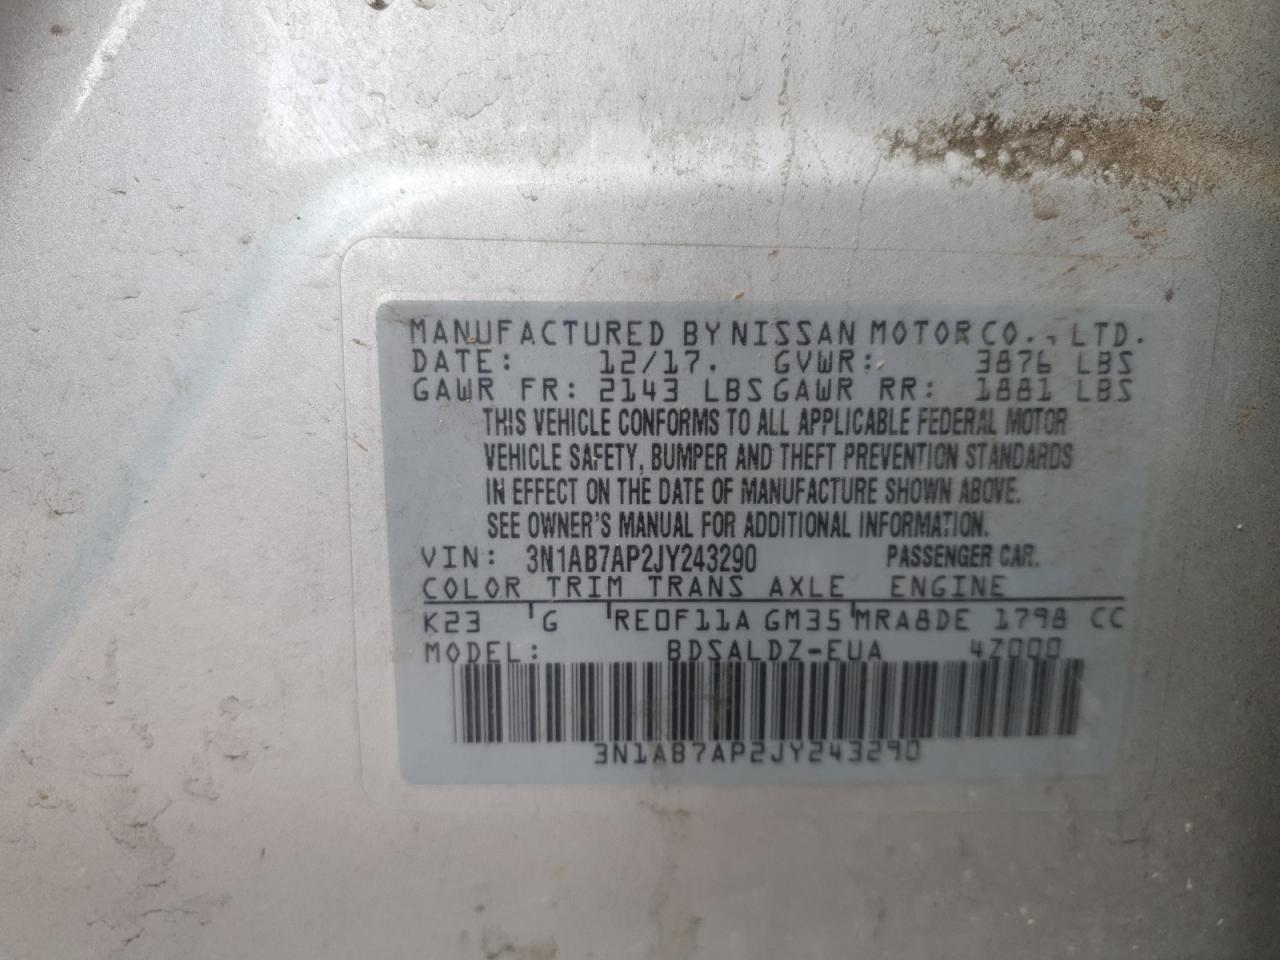 MANUFACTURED BY NISSAN MOTOR CO., LTD.
DATE: 12/17. GVWR: 3876 LBS
GAWR FR: 2143 LBS GAWR RR: 1881 LBS
THIS VEHICLE CONFORMS TO ALL APPLICABLE FEDERAL MOTOR
VEHICLE SAFETY, BUMPER AND THEFT PREVENTION STANDARDS
IN EFFECT ON THE DATE OF MANUFACTURE SHOWN ABOVE.
SEE OWNER'S MANUAL FOR ADDITIONAL INFORMATION.
VIN: 3N1AB7AP2JY243290 PASSENGER CAR.
COLOR TRIM TRANS AXLE ENGINE
K23 G RE0F11A GM35 MRA8DE 1798 CC
MODEL: BDSALDZ-EUA 4Z000
3N1AB7AP2JY243290